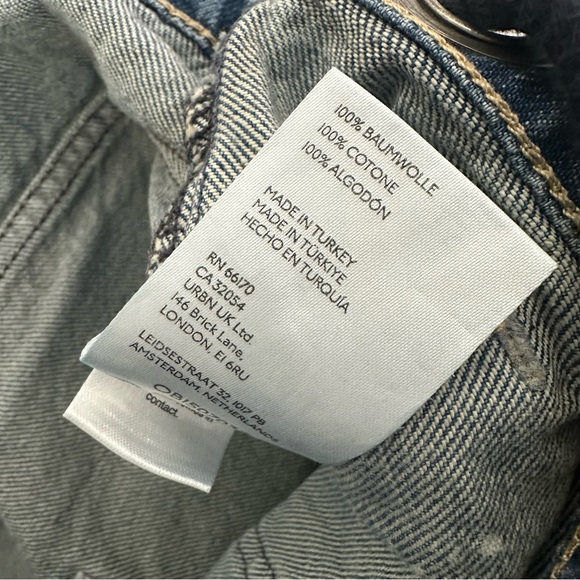 100% BAUMWOLLE
100% COTONE
100% ALGODÓN
MADE IN TURKEY
MADE IN TÜRKIYE
HECHO EN TURQUÍA
RN 66170
CA 32054
URBN UK Ltd.
146 Brick Lane,
LONDON, E1 6RU
LEIDSESTRAAT 32, 1017 PB
AMSTERDAM, NETHERLANDS
contact.